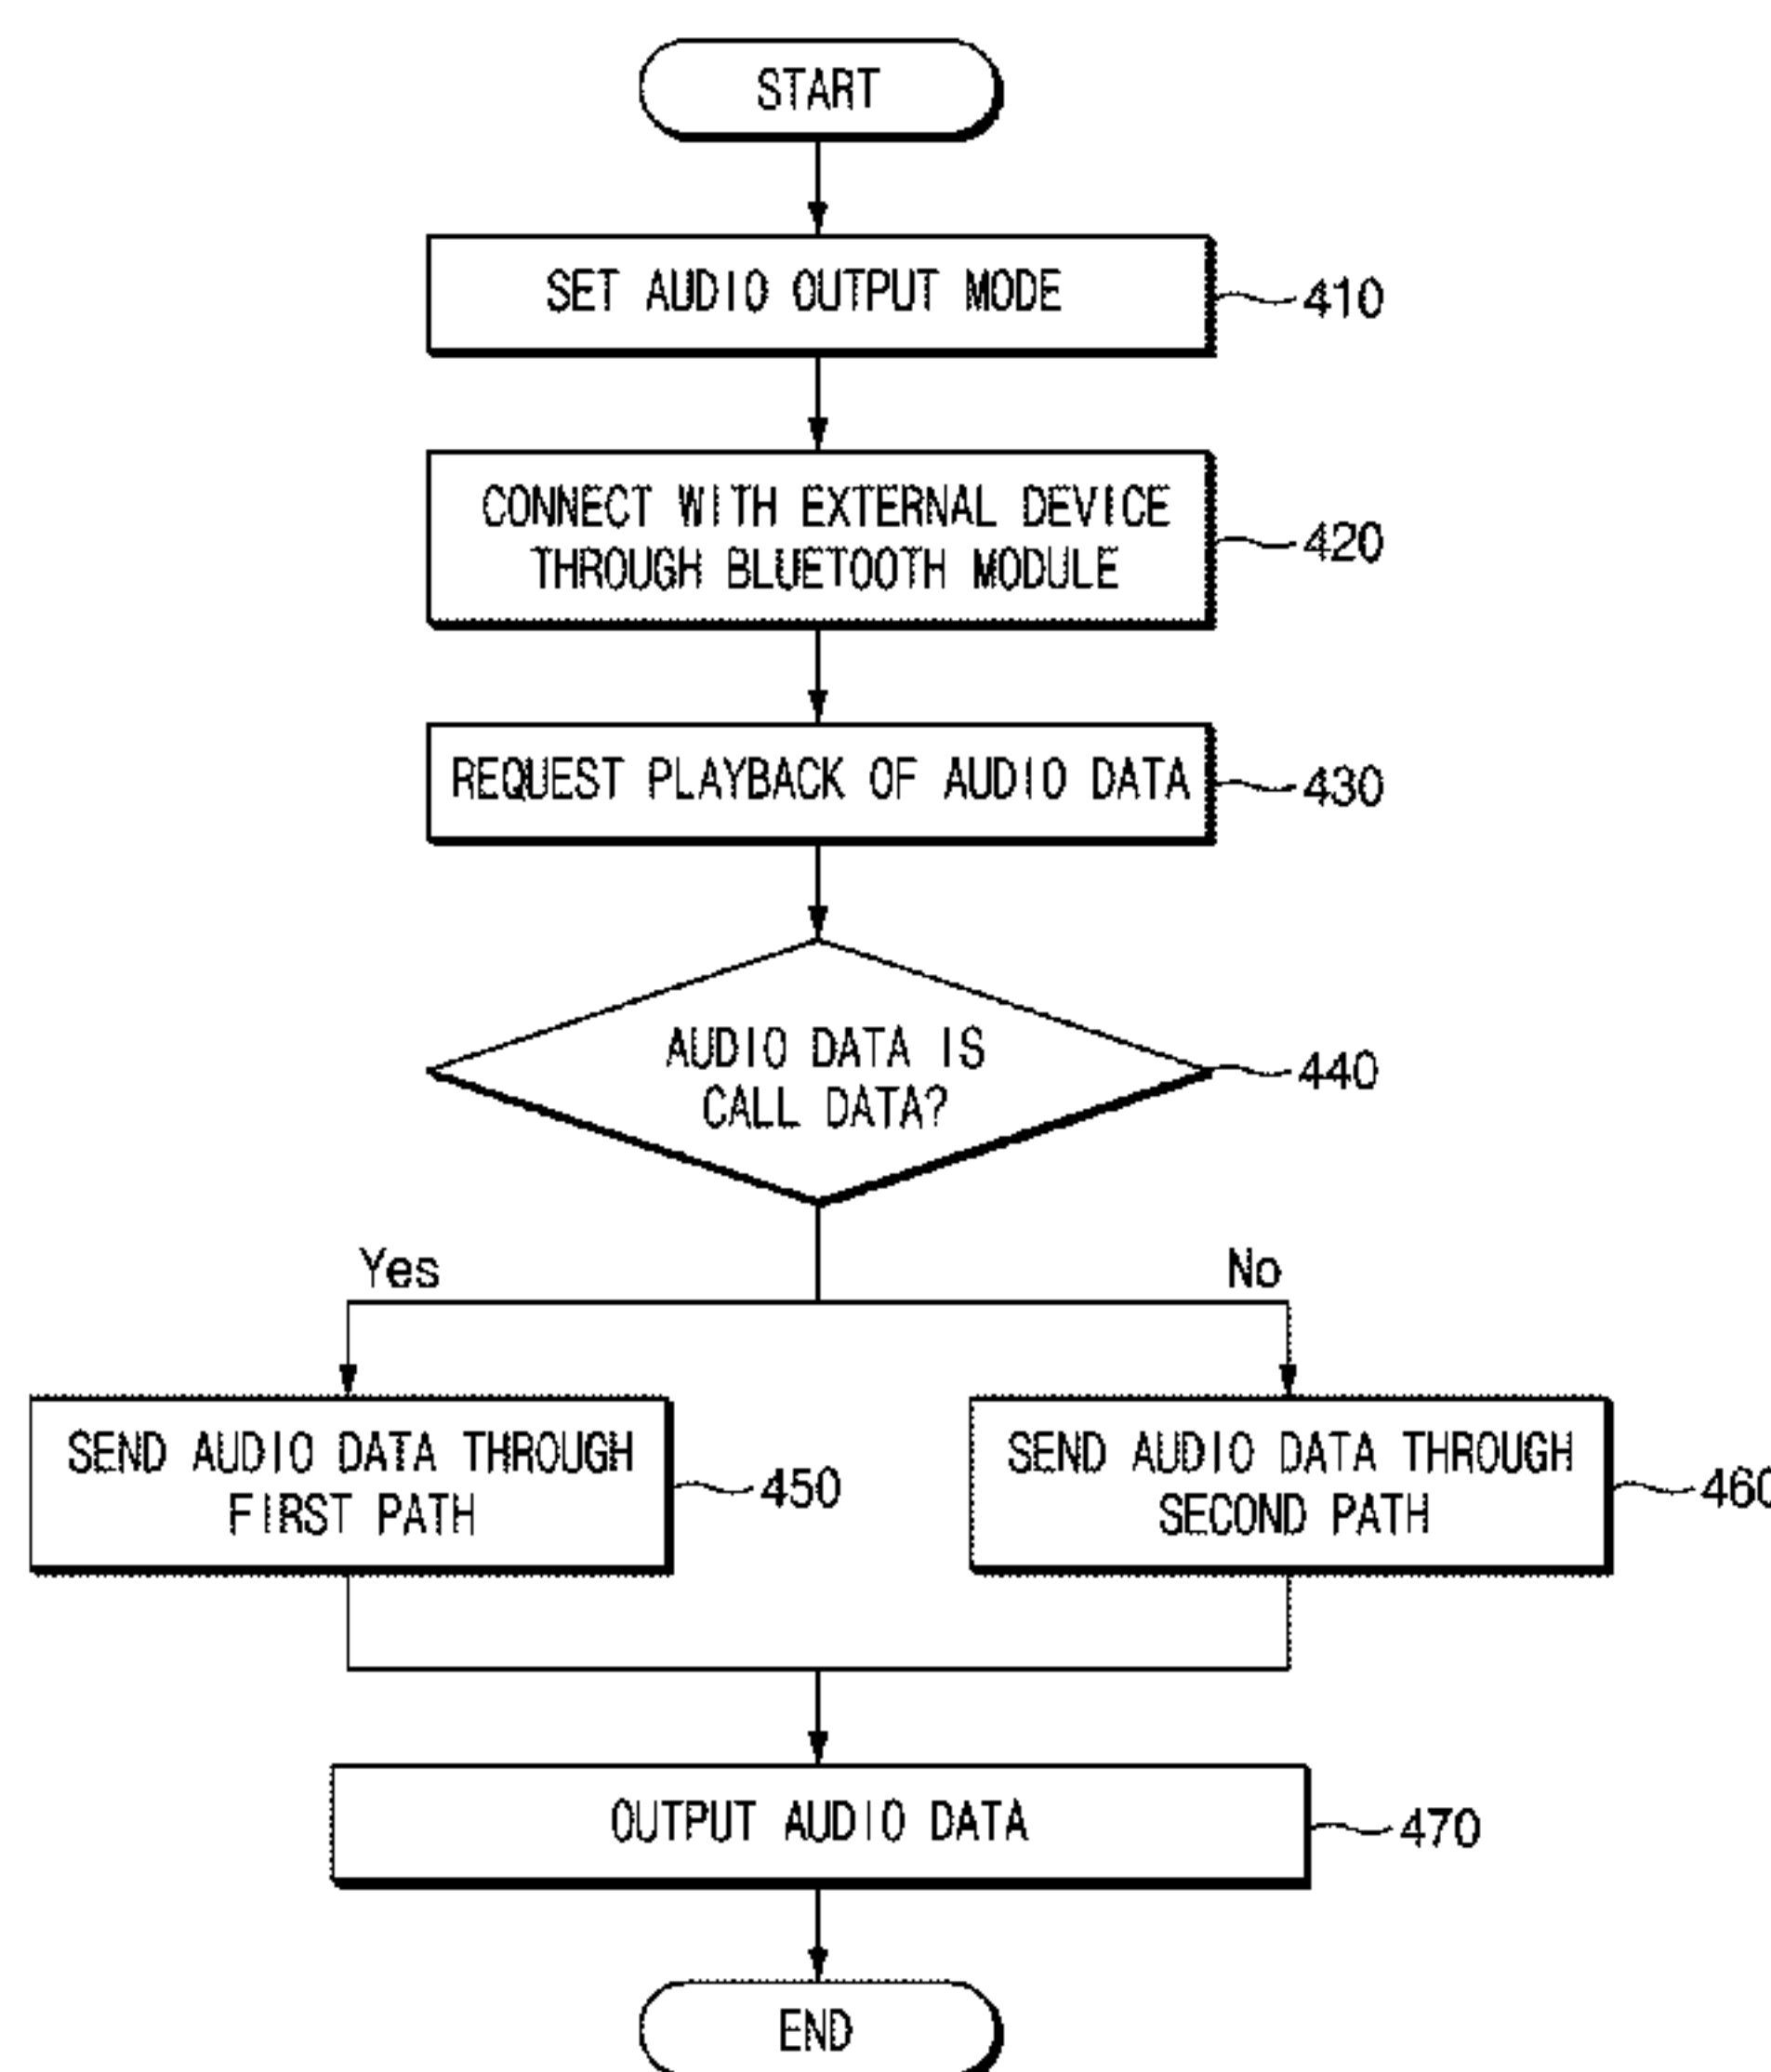 START
SET AUDIO OUTPUT MODE
410
CONNECT WITH EXTERNAL DEVICE
THROUGH BLUETOOTH MODULE
420
REQUEST PLAYBACK OF AUDIO DATA
430
AUDIO DATA IS
CALL DATA?
440
Yes
No
SEND AUDIO DATA THROUGH
FIRST PATH
450
SEND AUDIO DATA THROUGH
SECOND PATH
460
OUTPUT AUDIO DATA
470
END